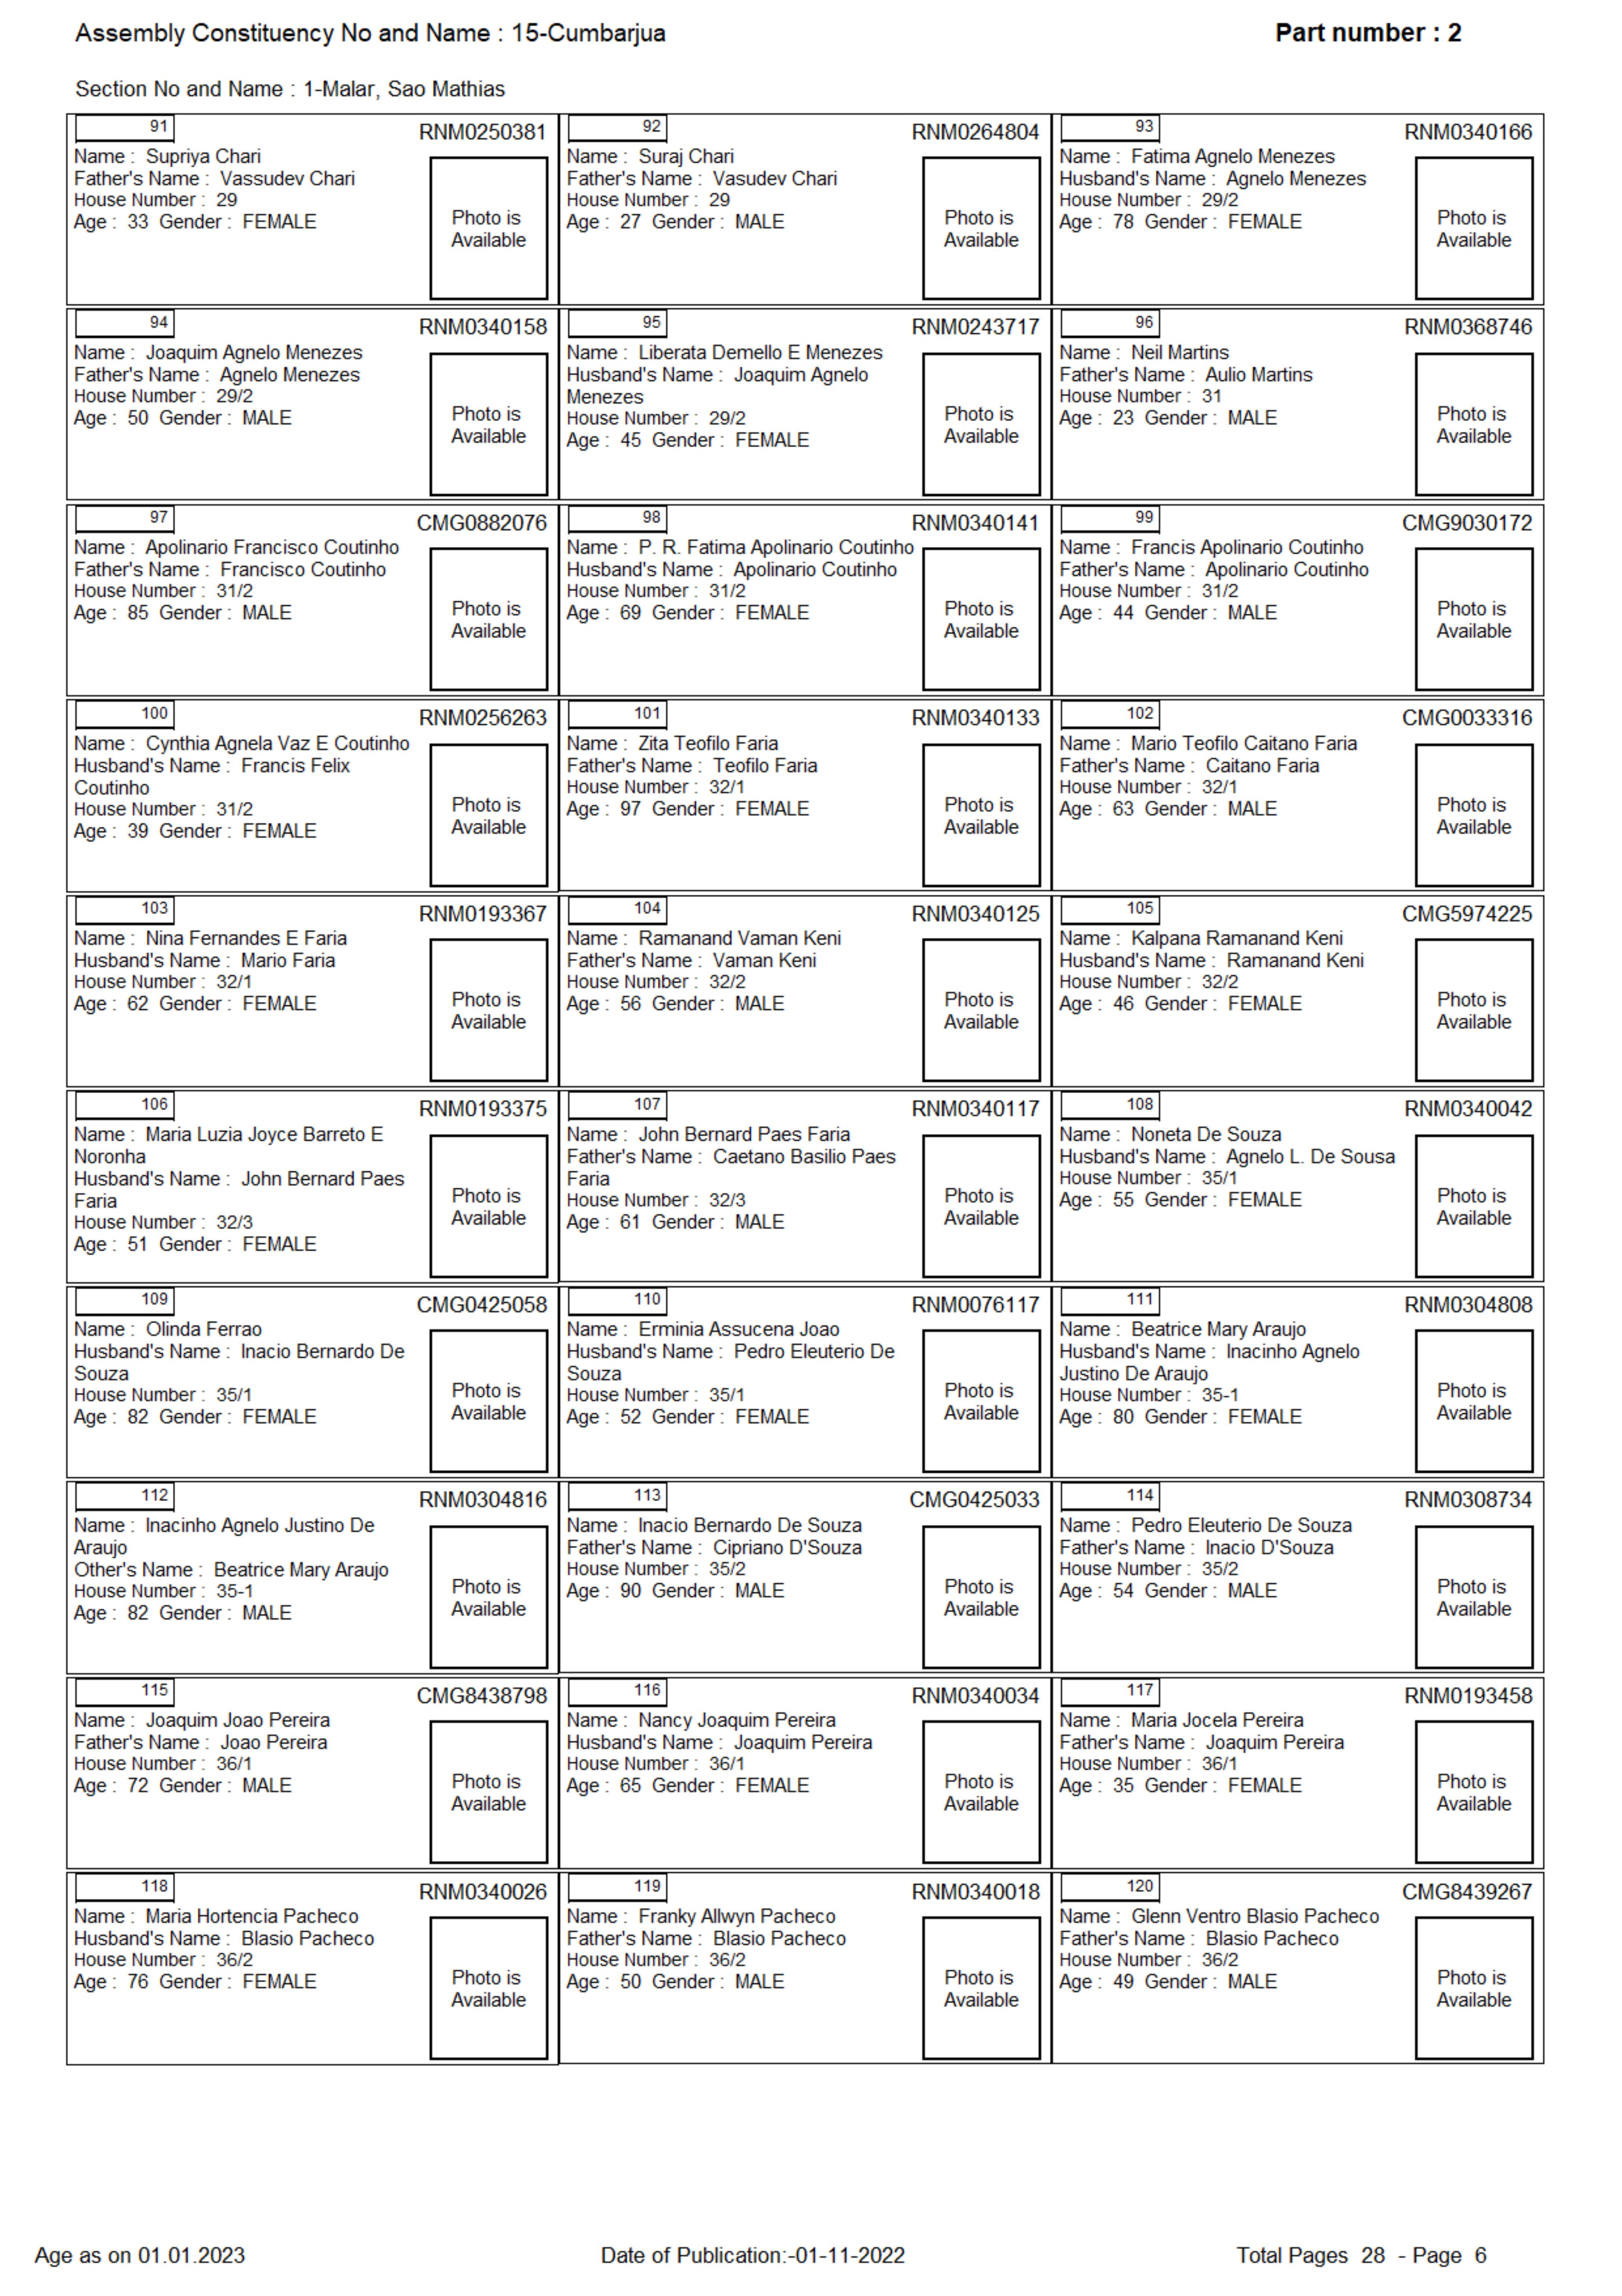 Assembly Constituency No and Name : 15-Cumbarjua
Part number : 2
Section No and Name : 1-Malar, Sao Mathias
91
RNM0250381
Name : Supriya Chari
Father's Name : Vassudev Chari
House Number : 29
Age : 33 Gender : FEMALE
Photo is
Available
92
RNM0264804
Name : Suraj Chari
Father's Name : Vasudev Chari
House Number : 29
Age : 27 Gender : MALE
Photo is
Available
93
RNM0340166
Name : Fatima Agnelo Menezes
Husband's Name : Agnelo Menezes
House Number : 29/2
Age : 78 Gender : FEMALE
Photo is
Available
94
RNM0340158
Name : Joaquim Agnelo Menezes
Father's Name : Agnelo Menezes
House Number : 29/2
Age : 50 Gender : MALE
Photo is
Available
95
RNM0243717
Name : Liberata Demello E Menezes
Husband's Name : Joaquim Agnelo
Menezes
House Number : 29/2
Age : 45 Gender : FEMALE
Photo is
Available
96
RNM0368746
Name : Neil Martins
Father's Name : Aulio Martins
House Number : 31
Age : 23 Gender : MALE
Photo is
Available
97
CMG0882076
Name : Apolinario Francisco Coutinho
Father's Name : Francisco Coutinho
House Number : 31/2
Age : 85 Gender : MALE
Photo is
Available
98
RNM0340141
Name : P. R. Fatima Apolinario Coutinho
Husband's Name : Apolinario Coutinho
House Number : 31/2
Age : 69 Gender : FEMALE
Photo is
Available
99
CMG9030172
Name : Francis Apolinario Coutinho
Father's Name : Apolinario Coutinho
House Number : 31/2
Age : 44 Gender : MALE
Photo is
Available
100
RNM0256263
Name : Cynthia Agnela Vaz E Coutinho
Husband's Name : Francis Felix
Coutinho
House Number : 31/2
Age : 39 Gender : FEMALE
Photo is
Available
101
RNM0340133
Name : Zita Teofilo Faria
Father's Name : Teofilo Faria
House Number : 32/1
Age : 97 Gender : FEMALE
Photo is
Available
102
CMG0033316
Name : Mario Teofilo Caitano Faria
Father's Name : Caitano Faria
House Number : 32/1
Age : 63 Gender : MALE
Photo is
Available
103
RNM0193367
Name : Nina Fernandes E Faria
Husband's Name : Mario Faria
House Number : 32/1
Age : 62 Gender : FEMALE
Photo is
Available
104
RNM0340125
Name : Ramanand Vaman Keni
Father's Name : Vaman Keni
House Number : 32/2
Age : 56 Gender : MALE
Photo is
Available
105
CMG5974225
Name : Kalpana Ramanand Keni
Husband's Name : Ramanand Keni
House Number : 32/2
Age : 46 Gender : FEMALE
Photo is
Available
106
RNM0193375
Name : Maria Luzia Joyce Barreto E
Noronha
Husband's Name : John Bernard Paes
Faria
House Number : 32/3
Age : 51 Gender : FEMALE
Photo is
Available
107
RNM0340117
Name : John Bernard Paes Faria
Father's Name : Caetano Basilio Paes
Faria
House Number : 32/3
Age : 61 Gender : MALE
Photo is
Available
108
RNM0340042
Name : Noneta De Souza
Husband's Name : Agnelo L. De Sousa
House Number : 35/1
Age : 55 Gender : FEMALE
Photo is
Available
109
CMG0425058
Name : Olinda Ferrao
Husband's Name : Inacio Bernardo De
Souza
House Number : 35/1
Age : 82 Gender : FEMALE
Photo is
Available
110
RNM0076117
Name : Erminia Assucena Joao
Husband's Name : Pedro Eleuterio De
Souza
House Number : 35/1
Age : 52 Gender : FEMALE
Photo is
Available
111
RNM0304808
Name : Beatrice Mary Araujo
Husband's Name : Inacinho Agnelo
Justino De Araujo
House Number : 35-1
Age : 80 Gender : FEMALE
Photo is
Available
112
RNM0304816
Name : Inacinho Agnelo Justino De
Araujo
Other's Name : Beatrice Mary Araujo
House Number : 35-1
Age : 82 Gender : MALE
Photo is
Available
113
CMG0425033
Name : Inacio Bernardo De Souza
Father's Name : Cipriano D'Souza
House Number : 35/2
Age : 90 Gender : MALE
Photo is
Available
114
RNM0308734
Name : Pedro Eleuterio De Souza
Father's Name : Inacio D'Souza
House Number : 35/2
Age : 54 Gender : MALE
Photo is
Available
115
CMG8438798
Name : Joaquim Joao Pereira
Father's Name : Joao Pereira
House Number : 36/1
Age : 72 Gender : MALE
Photo is
Available
116
RNM0340034
Name : Nancy Joaquim Pereira
Husband's Name : Joaquim Pereira
House Number : 36/1
Age : 65 Gender : FEMALE
Photo is
Available
117
RNM0193458
Name : Maria Jocela Pereira
Father's Name : Joaquim Pereira
House Number : 36/1
Age : 35 Gender : FEMALE
Photo is
Available
118
RNM0340026
Name : Maria Hortencia Pacheco
Husband's Name : Blasio Pacheco
House Number : 36/2
Age : 76 Gender : FEMALE
Photo is
Available
119
RNM0340018
Name : Franky Allwyn Pacheco
Father's Name : Blasio Pacheco
House Number : 36/2
Age : 50 Gender : MALE
Photo is
Available
120
CMG8439267
Name : Glenn Ventro Blasio Pacheco
Father's Name : Blasio Pacheco
House Number : 36/2
Age : 49 Gender : MALE
Photo is
Available
Age as on 01.01.2023
Date of Publication:-01-11-2022
Total Pages 28 - Page 6